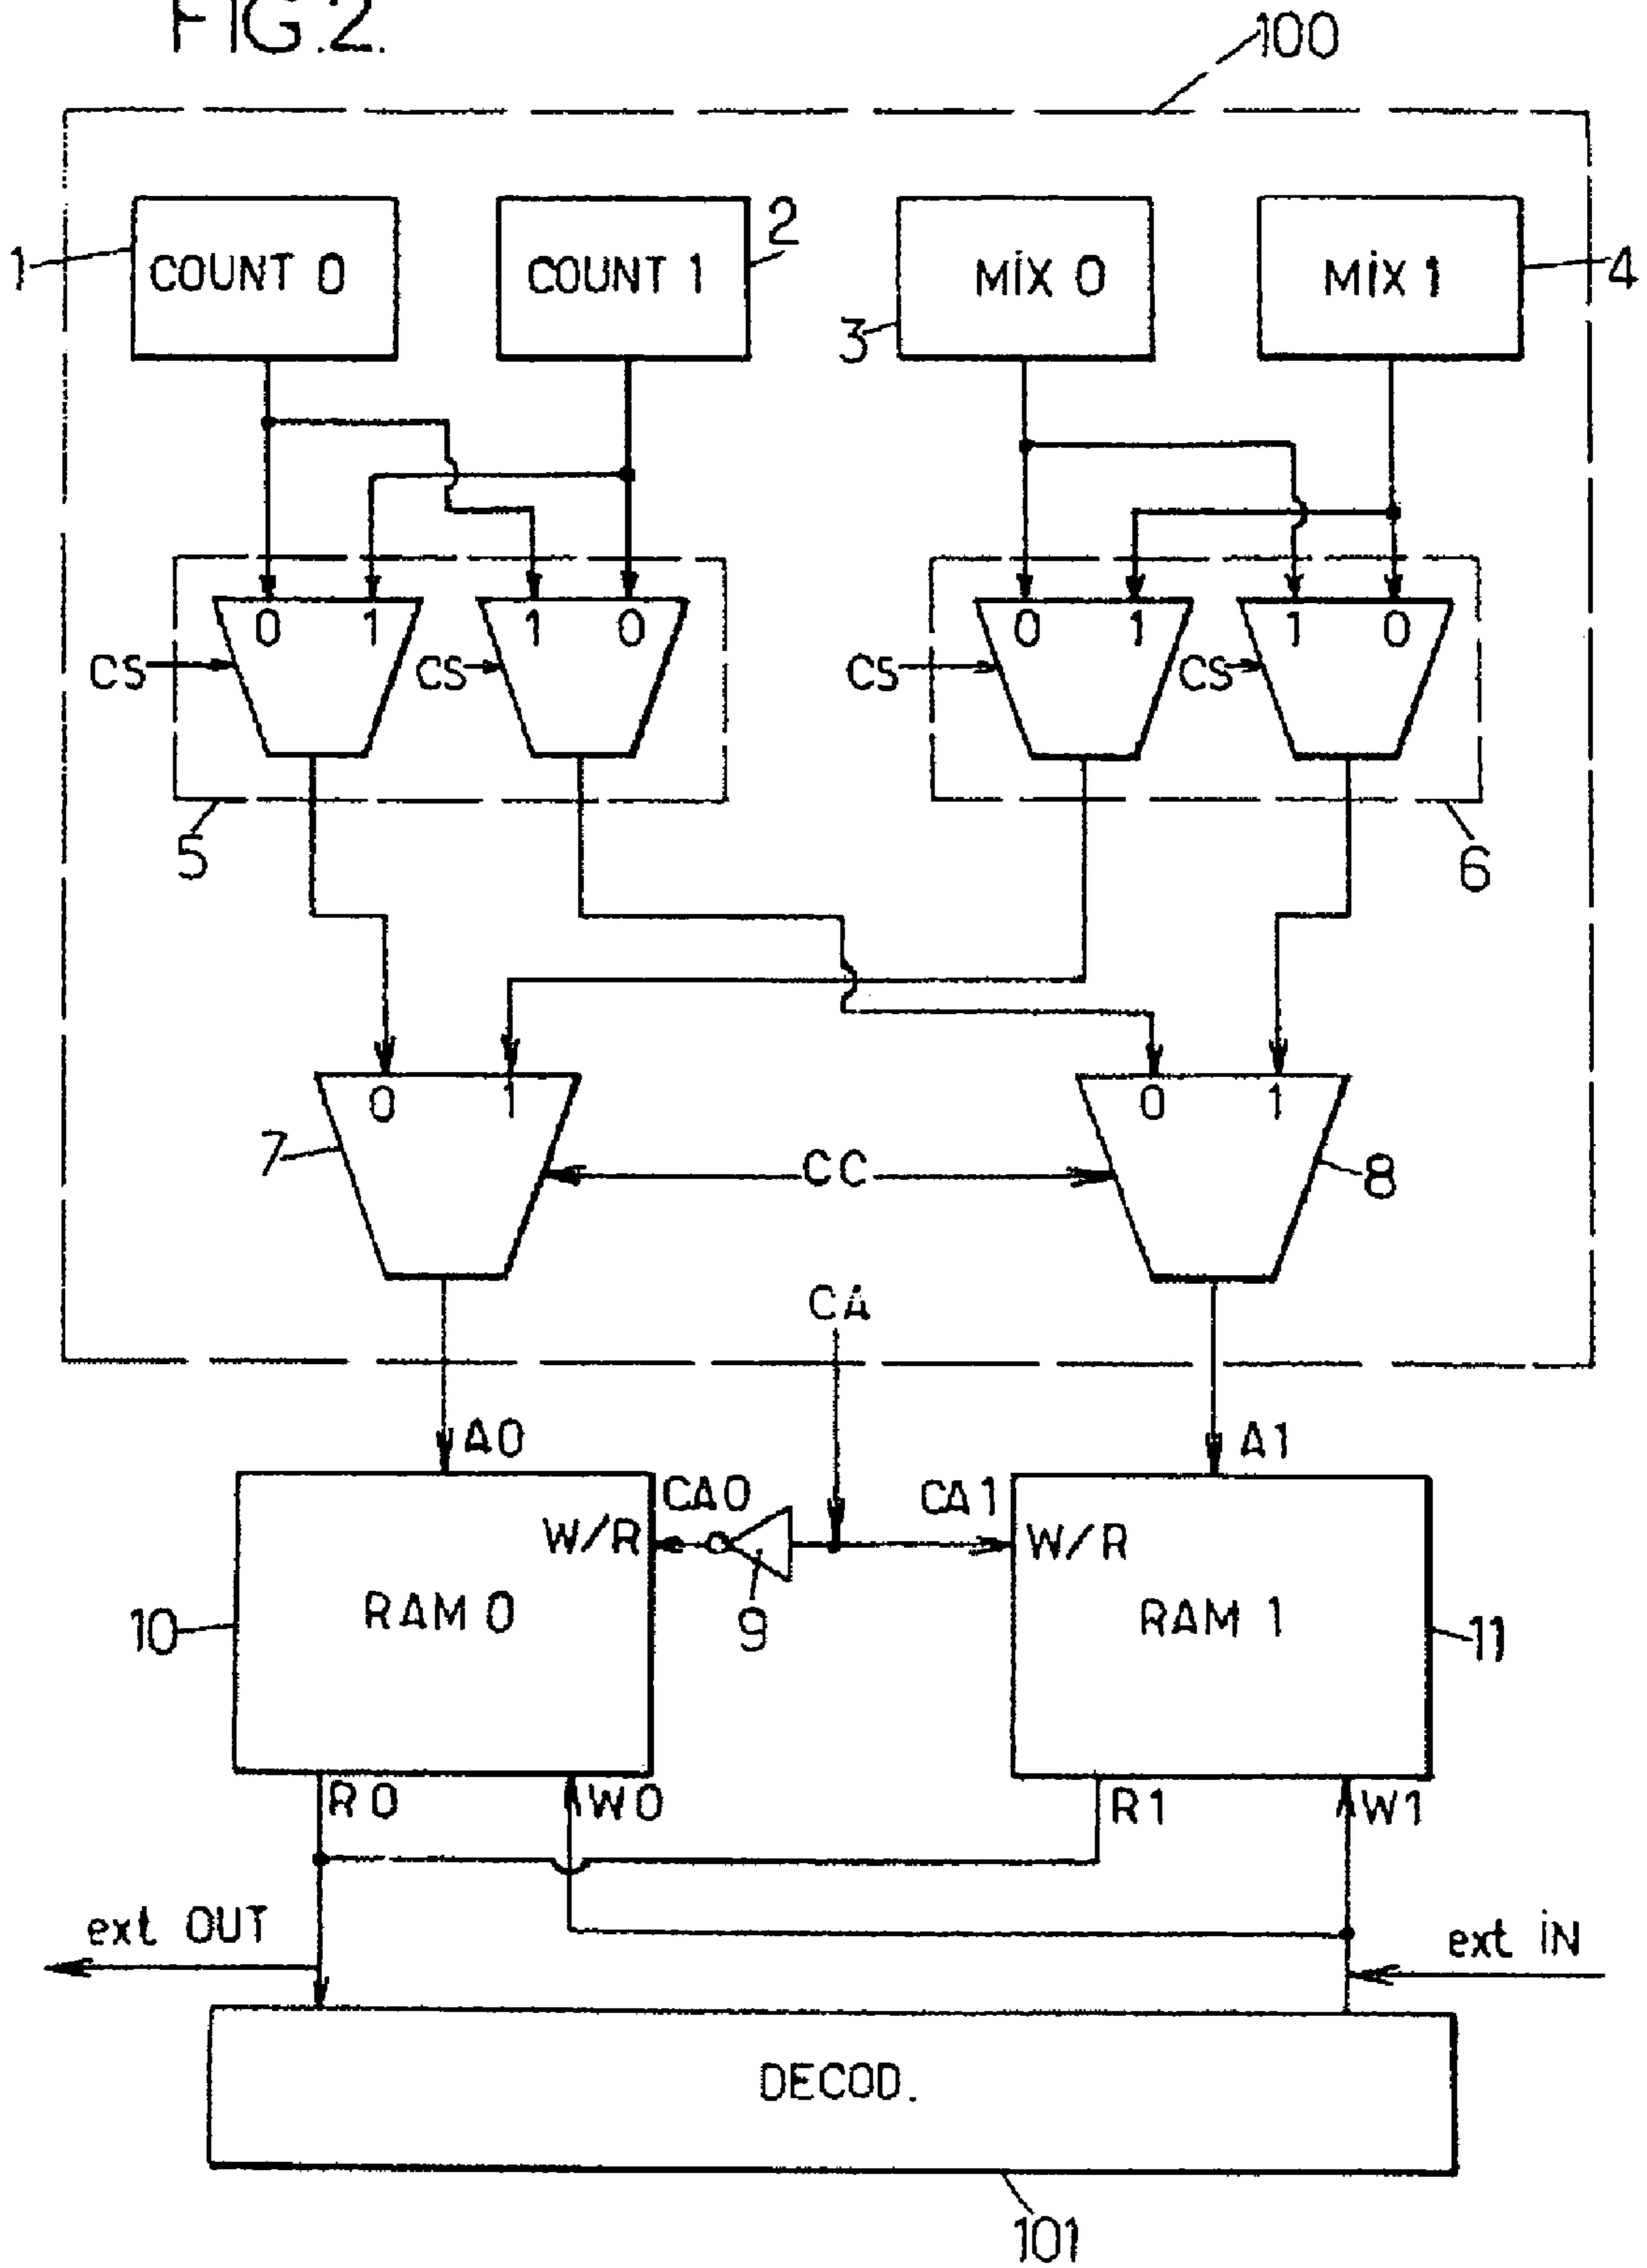 FIG.2.
100
1
COUNT 0
COUNT 1
2
3
MiX 0
MiX 1
4
0 1
1 0
0 1
1 0
CS
CS
CS
CS
5
6
0 1
0 1
7
CC
8
CA
A0
A1
CA0
CA1
W/R
W/R
10
RAM 0
9
RAM 1
11
R0
W0
R1
W1
ext OUT
ext iN
DECOD.
101